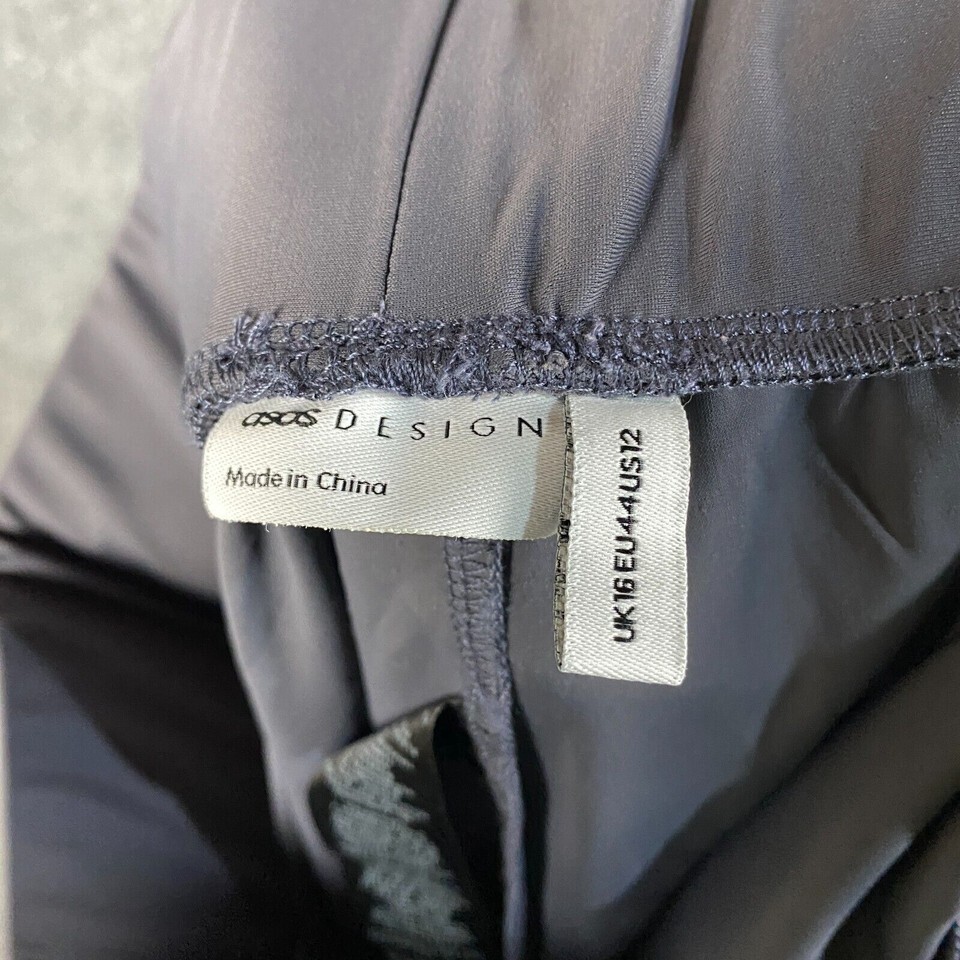 asos DESIGN
Made in China
UK16 EU44 US12